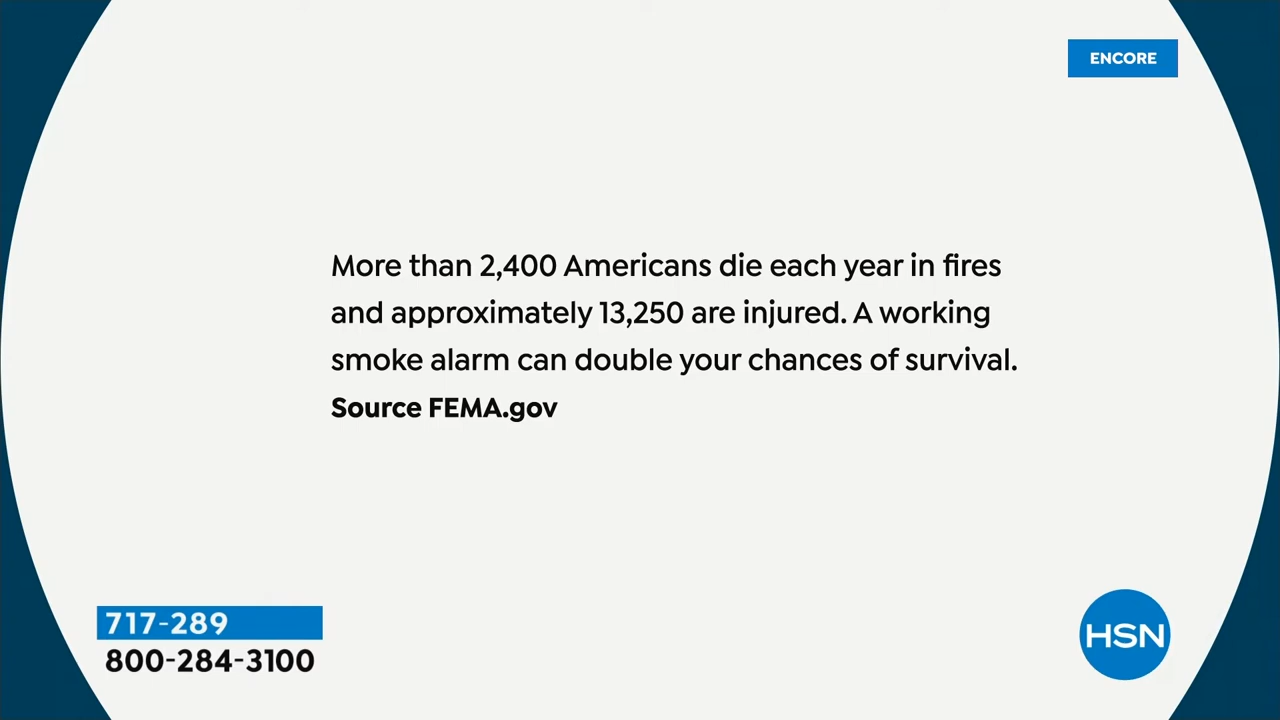 ENCORE
More than 2,400 Americans die each year in fires
and approximately 13,250 are injured. A working
smoke alarm can double your chances of survival.
Source FEMA.gov
717-289
800-284-3100
HSN